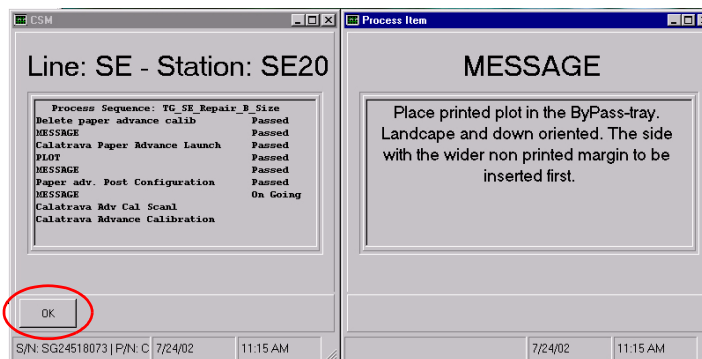 CSM
Line: SE - Station: SE20
Process Sequence: TG_SE_Repair_B_Size
Delete paper advance calib Passed
MESSAGE Passed
Calatrava Paper Advance Launch Passed
PLOT Passed
MESSAGE Passed
Paper adv. Post Configuration Passed
MESSAGE On Going
Calatrava Adv Cal Scan1
Calatrava Advance Calibration
OK
S/N: SG24518073 | P/N: C 7/24/02 11:15 AM
Process Item
MESSAGE
Place printed plot in the ByPass-tray.
Landcape and down oriented. The side
with the wider non printed margin to be
inserted first.
7/24/02 11:15 AM